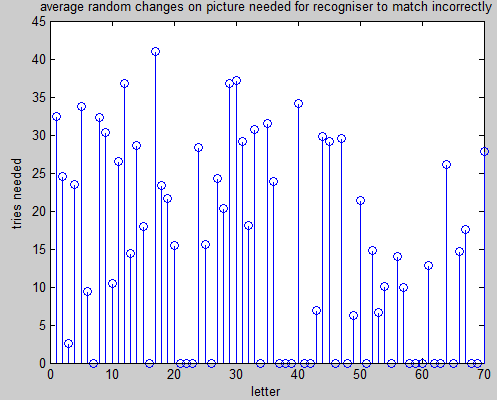 average random changes on picture needed for recogniser to match incorrectly
45
40
35
30
25
20
15
10
5
0
tries needed
0 10 20 30 40 50 60 70
letter